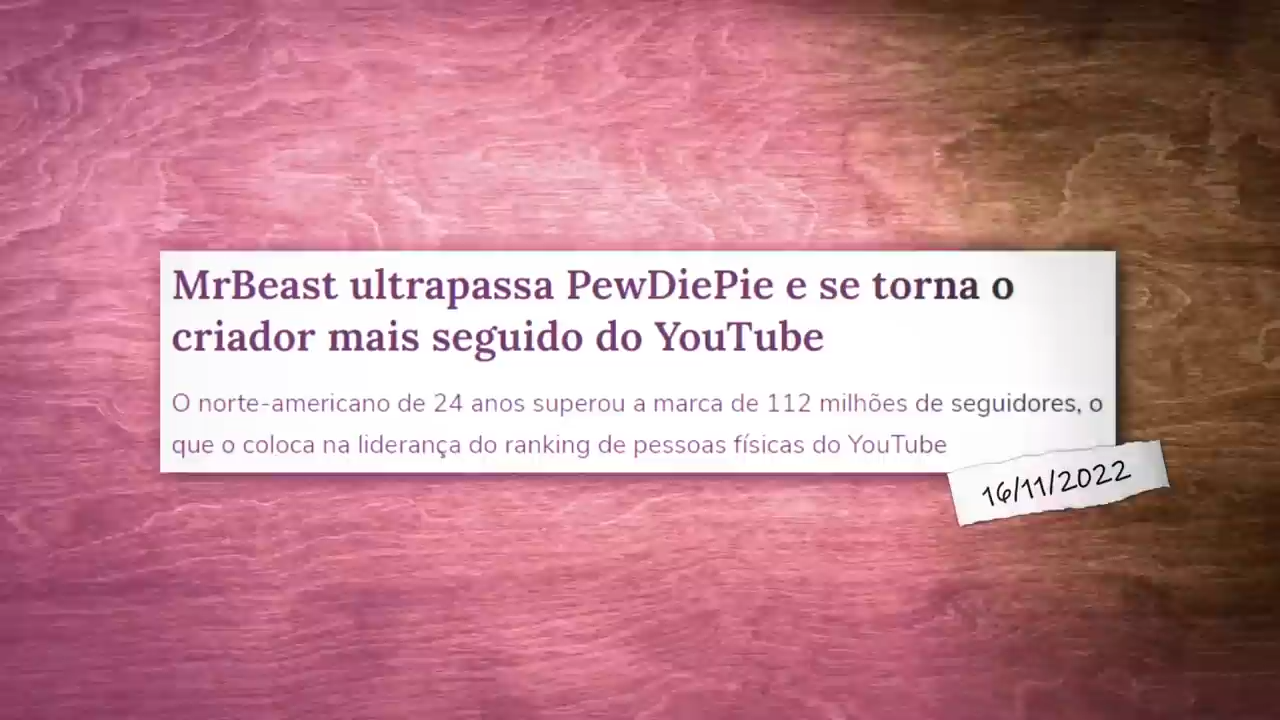 MrBeast ultrapassa PewDiePie e se torna o
criador mais seguido do YouTube
O norte-americano de 24 anos superou a marca de 112 milhões de seguidores, o
que o coloca na liderança do ranking de pessoas físicas do YouTube
16/11/2022